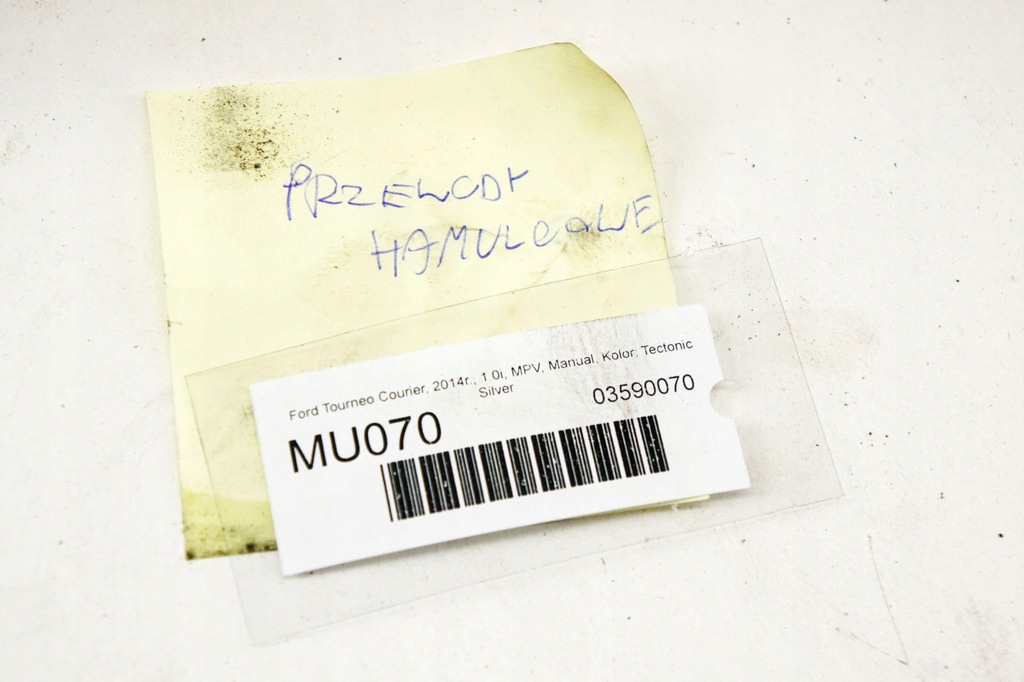 PRZEWODY
HAMULCOWE
Ford Tourneo Courier, 2014r., 1.0i, MPV, Manual, Kolor: Tectonic
Silver
03590070
MU070